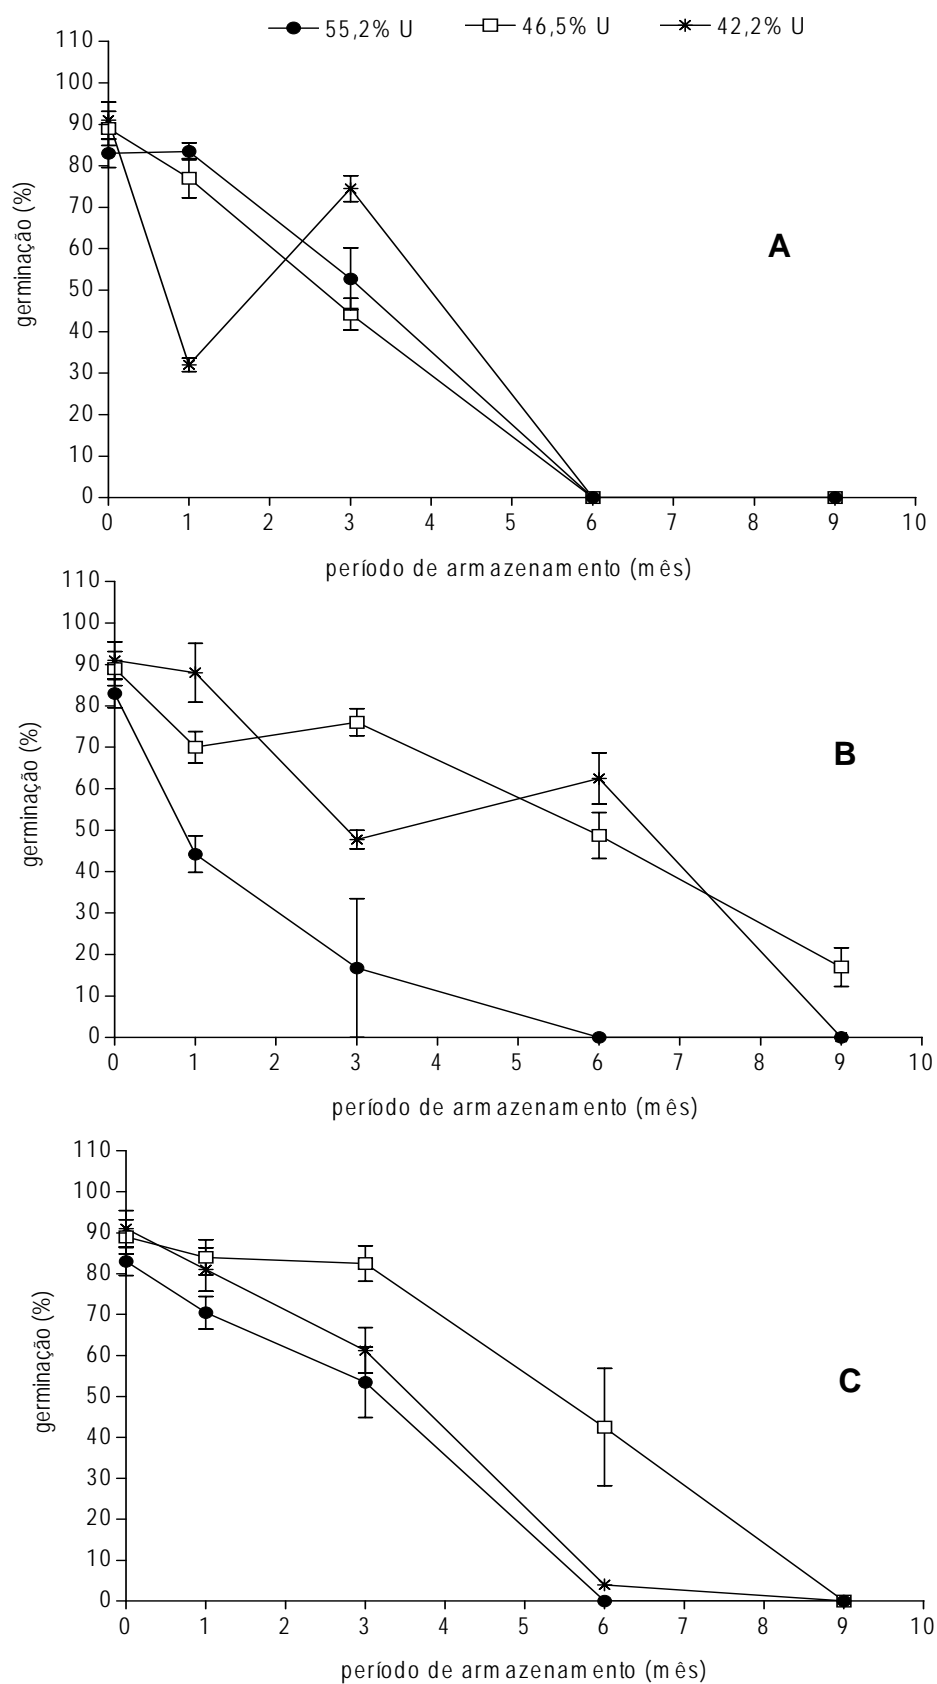 55,2% U 46,5% U 42,2% U
110
100
90
80
70
60
50
40
30
20
10
0
germinação (%)
A
0 1 2 3 4 5 6 7 8 9 10
período de armazenamento (mês)
110
100
90
80
70
60
50
40
30
20
10
0
germinação (%)
B
0 1 2 3 4 5 6 7 8 9 10
período de armazenamento (mês)
110
100
90
80
70
60
50
40
30
20
10
0
germinação (%)
C
0 1 2 3 4 5 6 7 8 9 10
período de armazenamento (mês)